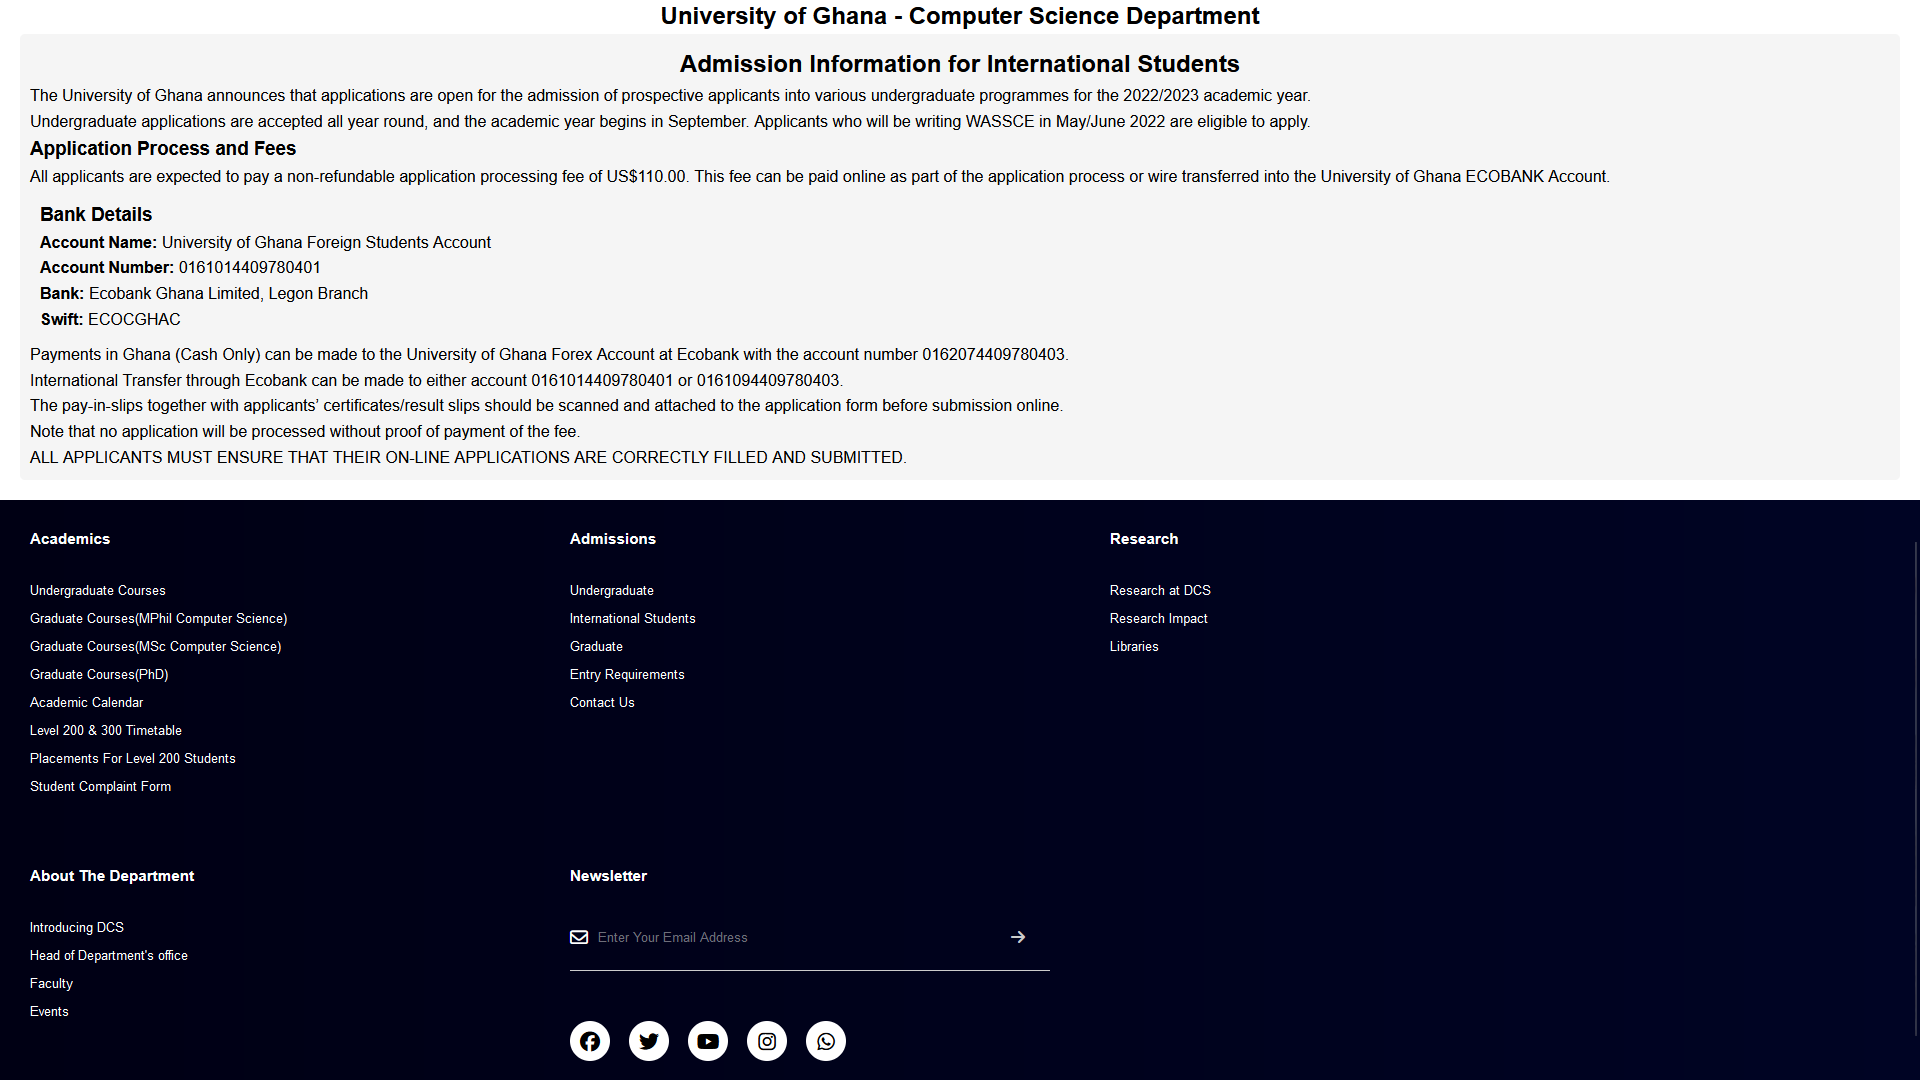 University of Ghana - Computer Science Department
Admission Information for International Students
The University of Ghana announces that applications are open for the admission of prospective applicants into various undergraduate programmes for the 2022/2023 academic year.
Undergraduate applications are accepted all year round, and the academic year begins in September. Applicants who will be writing WASSCE in May/June 2022 are eligible to apply.
Application Process and Fees
All applicants are expected to pay a non-refundable application processing fee of US$110.00. This fee can be paid online as part of the application process or wire transferred into the University of Ghana ECOBANK Account.
Bank Details
Account Name: University of Ghana Foreign Students Account
Account Number: 0161014409780401
Bank: Ecobank Ghana Limited, Legon Branch
Swift: ECOCGHAC
Payments in Ghana (Cash Only) can be made to the University of Ghana Forex Account at Ecobank with the account number 0162074409780403.
International Transfer through Ecobank can be made to either account 0161014409780401 or 0161094409780403.
The pay-in-slips together with applicants’ certificates/result slips should be scanned and attached to the application form before submission online.
Note that no application will be processed without proof of payment of the fee.
ALL APPLICANTS MUST ENSURE THAT THEIR ON-LINE APPLICATIONS ARE CORRECTLY FILLED AND SUBMITTED.
Academics
Undergraduate Courses
Graduate Courses(MPhil Computer Science)
Graduate Courses(MSc Computer Science)
Graduate Courses(PhD)
Academic Calendar
Level 200 & 300 Timetable
Placements For Level 200 Students
Student Complaint Form
Admissions
Undergraduate
International Students
Graduate
Entry Requirements
Contact Us
Research
Research at DCS
Research Impact
Libraries
About The Department
Introducing DCS
Head of Department's office
Faculty
Events
Newsletter
Enter Your Email Address